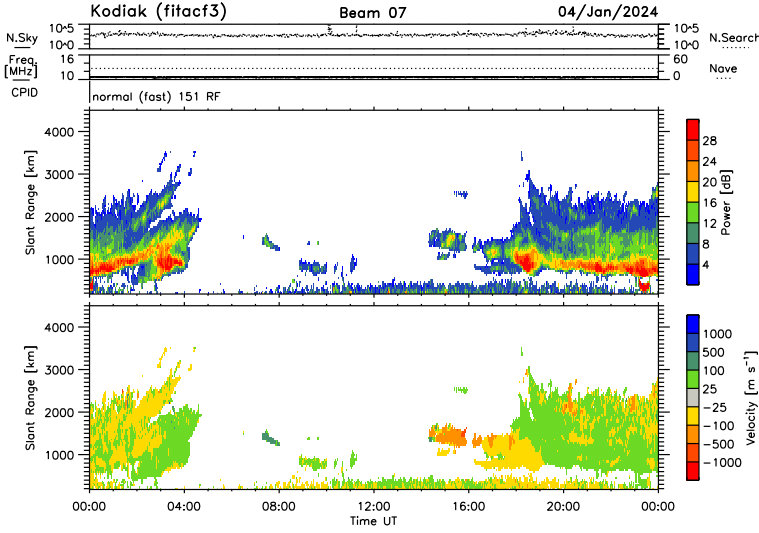 Kodiak (fitacf3) Beam 07 04/Jan/2024
N.Sky 10^5 10^0 10^5 10^0 N.Search
Freq. [MHz] 16 10 60 0 Nave
CPID normal (fast) 151 RF
Slant Range [km] 4000 3000 2000 1000
28 24 20 16 12 8 4 Power [dB]
Slant Range [km] 4000 3000 2000 1000
1000 500 100 25 −25 −100 −500 −1000 Velocity [m s⁻¹]
00:00 04:00 08:00 12:00 16:00 20:00 00:00
Time UT